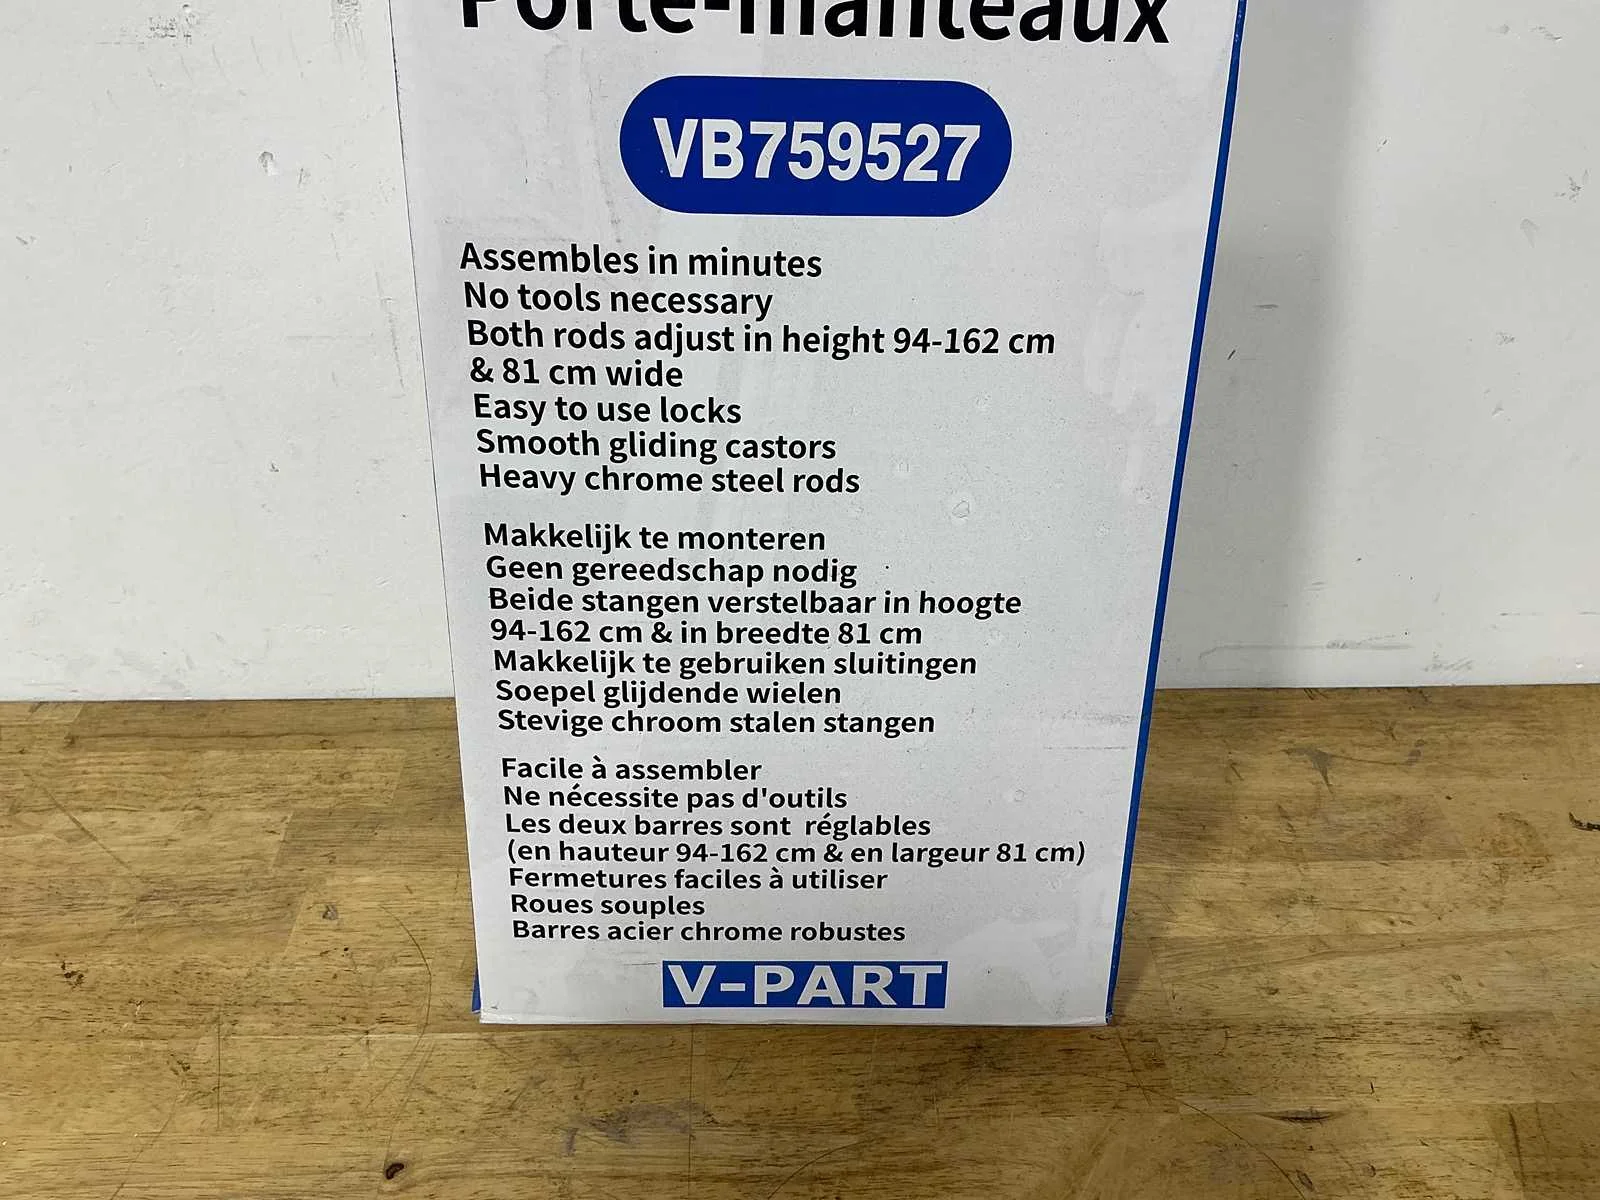 Porte-manteaux
VB759527
Assembles in minutes
No tools necessary
Both rods adjust in height 94-162 cm
& 81 cm wide
Easy to use locks
Smooth gliding castors
Heavy chrome steel rods
Makkelijk te monteren
Geen gereedschap nodig
Beide stangen verstelbaar in hoogte
94-162 cm & in breedte 81 cm
Makkelijk te gebruiken sluitingen
Soepel glijdende wielen
Stevige chroom stalen stangen
Facile à assembler
Ne nécessite pas d'outils
Les deux barres sont réglables
(en hauteur 94-162 cm & en largeur 81 cm)
Fermetures faciles à utiliser
Roues souples
Barres acier chrome robustes
V-PART